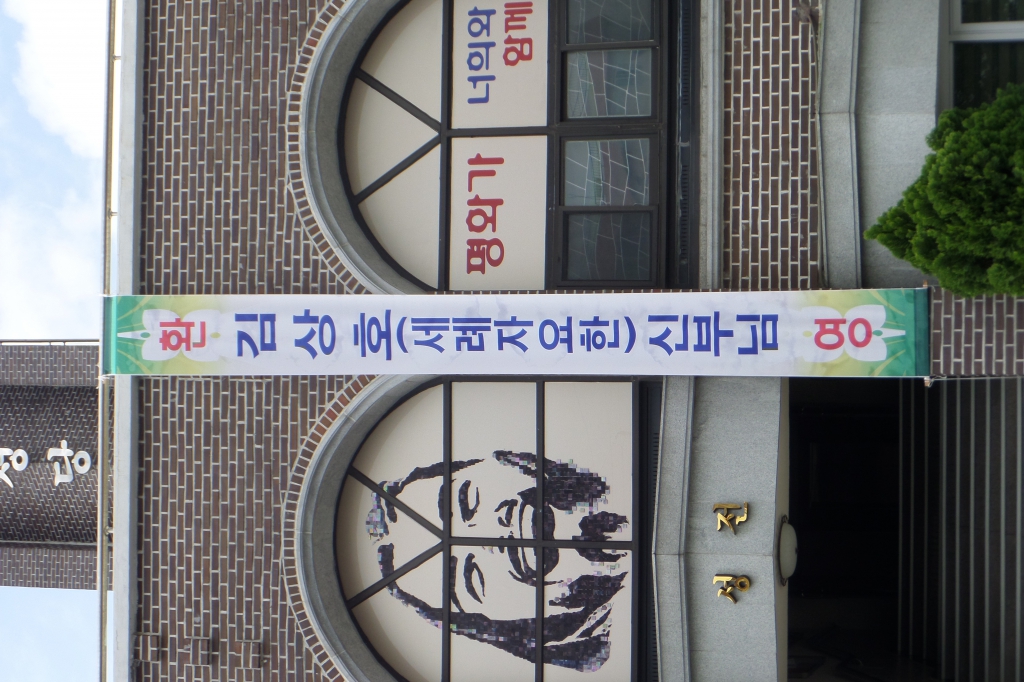 성
당
환 김상호(세례자요한)신부님 영
평화가
너희와
함께
성전